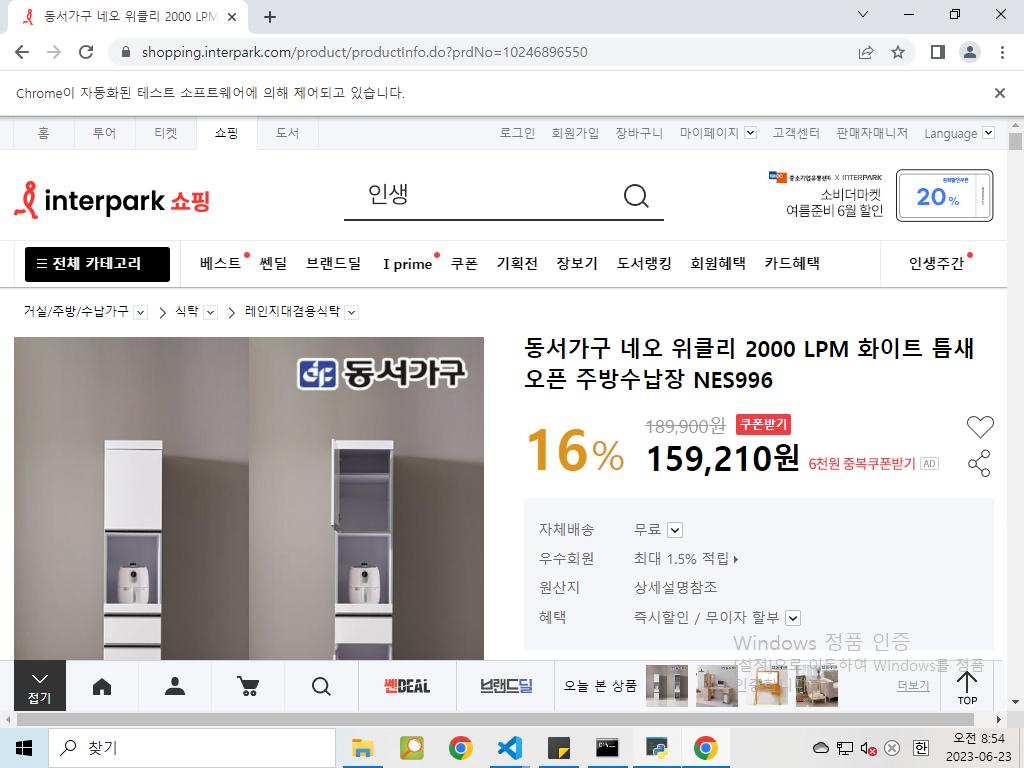 동서가구 네오 위클리 2000 LPM
shopping.interpark.com/product/productInfo.do?prdNo=10246896550
Chrome이 자동화된 테스트 소프트웨어에 의해 제어되고 있습니다.
홈 투어 티켓 쇼핑 도서 로그인 회원가입 장바구니 마이페이지 고객센터 판매자매니저 Language
interpark 쇼핑
인생
중소기업유통센터 X INTERPARK
소비더마켓
여름준비 6월 할인
20%
전체 카테고리 베스트 쎈딜 브랜드딜 I prime 쿠폰 기획전 장보기 도서랭킹 회원혜택 카드혜택 인생주간
거실/주방/수납가구 식탁 레인지대겸용식탁
동서가구
동서가구 네오 위클리 2000 LPM 화이트 틈새
오픈 주방수납장 NES996
16%
189,900원 쿠폰받기
159,210원 6천원 중복쿠폰받기 AD
자체배송 무료
우수회원 최대 1.5% 적립
원산지 상세설명참조
혜택 즉시할인 / 무이자 할부
Windows 정품 인증
[설정]으로 이동하여 Windows를 정품
접기
쎈DEAL
브랜드딜
오늘 본 상품
더보기
TOP
찾기
한
오전 8:54
2023-06-23